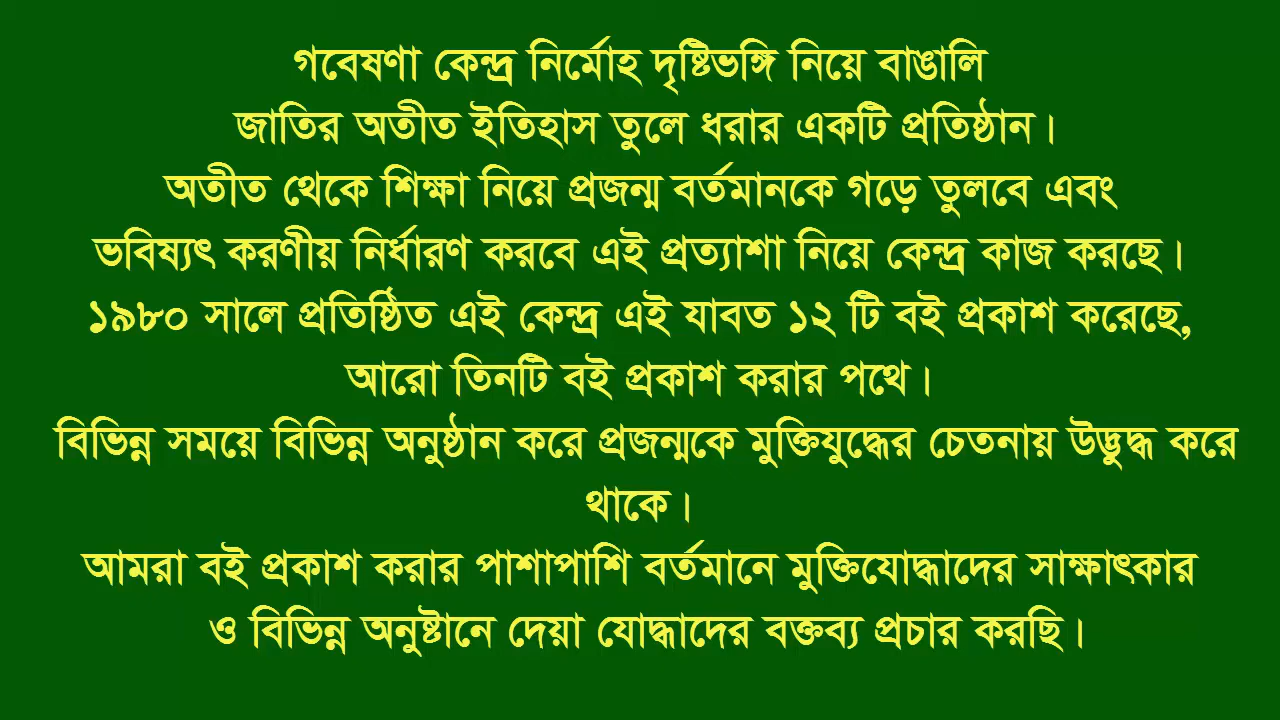 গবেষণা কেন্দ্র নির্মোহ দৃষ্টিভঙ্গি নিয়ে বাঙালি
জাতির অতীত ইতিহাস তুলে ধরার একটি প্রতিষ্ঠান।
অতীত থেকে শিক্ষা নিয়ে প্রজন্ম বর্তমানকে গড়ে তুলবে এবং
ভবিষ্যৎ করণীয় নির্ধারণ করবে এই প্রত্যাশা নিয়ে কেন্দ্র কাজ করছে।
১৯৮০ সালে প্রতিষ্ঠিত এই কেন্দ্র এই যাবত ১২ টি বই প্রকাশ করেছে,
আরো তিনটি বই প্রকাশ করার পথে।
বিভিন্ন সময়ে বিভিন্ন অনুষ্ঠান করে প্রজন্মকে মুক্তিযুদ্ধের চেতনায় উদ্ভুদ্ধ করে
থাকে।
আমরা বই প্রকাশ করার পাশাপাশি বর্তমানে মুক্তিযোদ্ধাদের সাক্ষাৎকার
ও বিভিন্ন অনুষ্টানে দেয়া যোদ্ধাদের বক্তব্য প্রচার করছি।